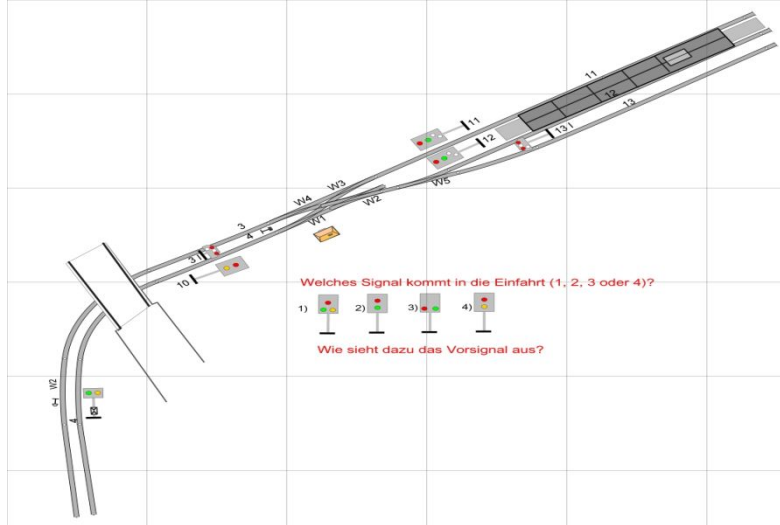 11
12
13
11
12
13 I
W3
W4
W5
W2
W1
3
4
3 I
10
Welches Signal kommt in die Einfahrt (1, 2, 3 oder 4)?
1)
2)
3)
4)
Wie sieht dazu das Vorsignal aus?
W2
4